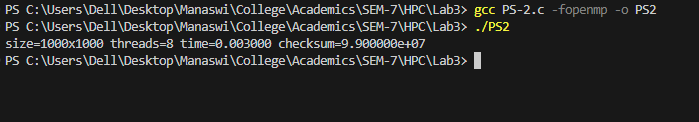 PS C:\Users\Dell\Desktop\Manaswi\College\Academics\SEM-7\HPC\Lab3> gcc PS-2.c -fopenmp -o PS2
PS C:\Users\Dell\Desktop\Manaswi\College\Academics\SEM-7\HPC\Lab3> ./PS2
size=1000x1000 threads=8 time=0.003000 checksum=9.900000e+07
PS C:\Users\Dell\Desktop\Manaswi\College\Academics\SEM-7\HPC\Lab3>